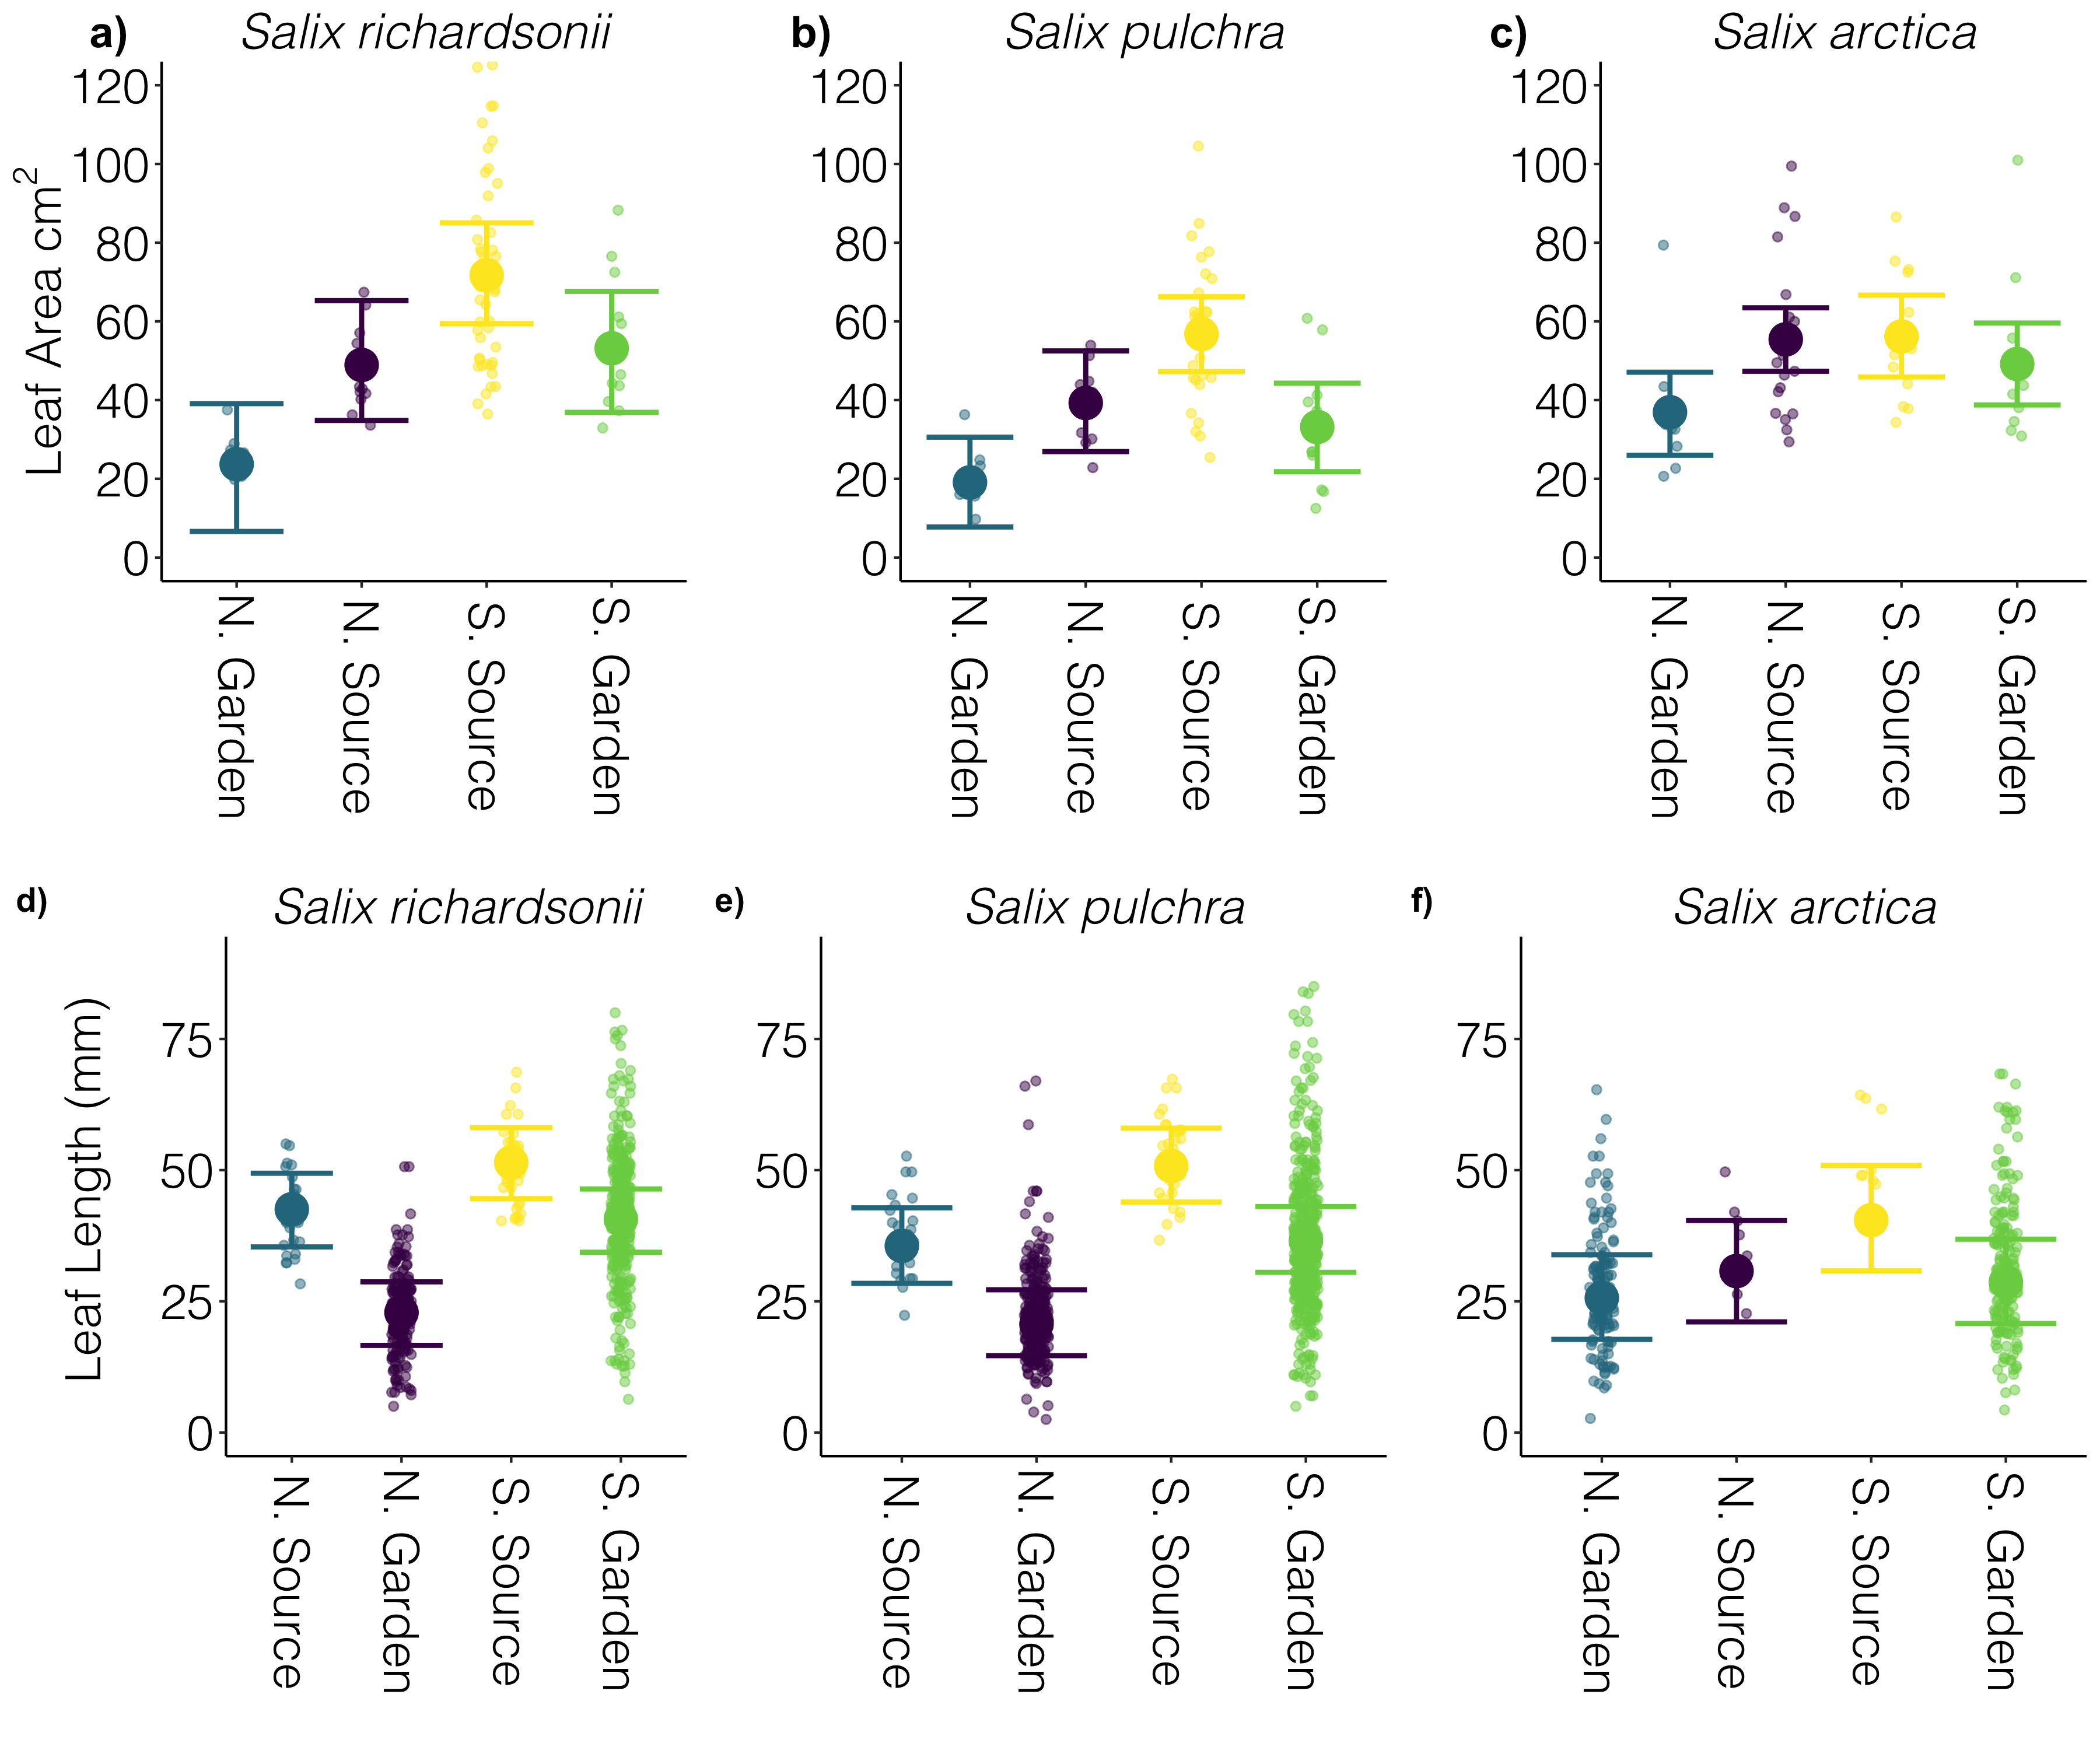 a) Salix richardsonii
b) Salix pulchra
c) Salix arctica
Leaf Area cm²
120
100
80
60
40
20
0
N. Garden
N. Source
S. Source
S. Garden
120
100
80
60
40
20
0
N. Garden
N. Source
S. Source
S. Garden
120
100
80
60
40
20
0
N. Garden
N. Source
S. Source
S. Garden
d) Salix richardsonii
e) Salix pulchra
f) Salix arctica
Leaf Length (mm)
75
50
25
0
N. Source
N. Garden
S. Source
S. Garden
75
50
25
0
N. Source
N. Garden
S. Source
S. Garden
75
50
25
0
N. Garden
N. Source
S. Source
S. Garden